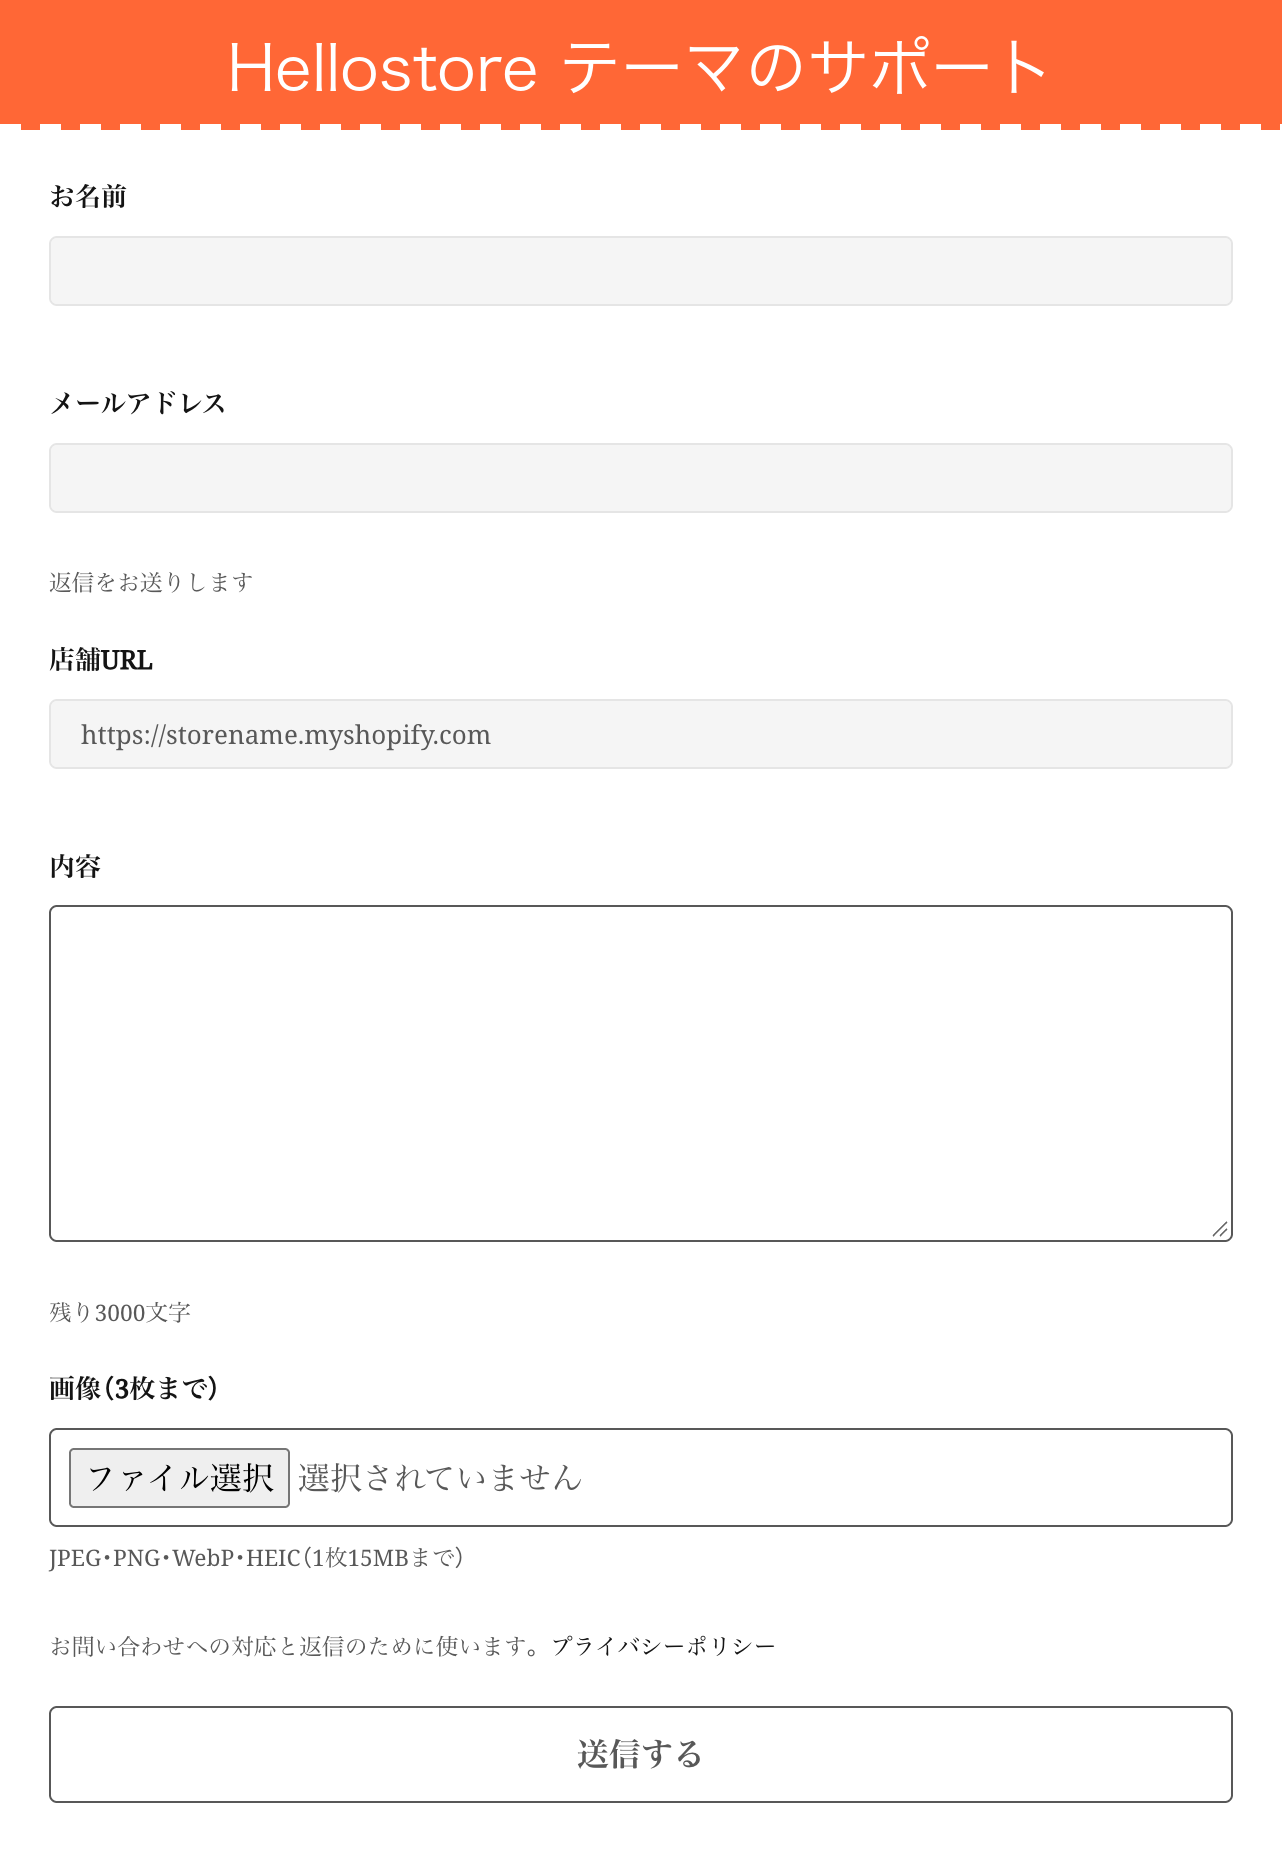 Hellostore テーマのサポート
お名前
メールアドレス
返信をお送りします
店舗URL
https://storename.myshopify.com
内容
残り3000文字
画像（3枚まで）
ファイル選択 選択されていません
JPEG・PNG・WebP・HEIC（1枚15MBまで）
お問い合わせへの対応と返信のために使います。プライバシーポリシー
送信する